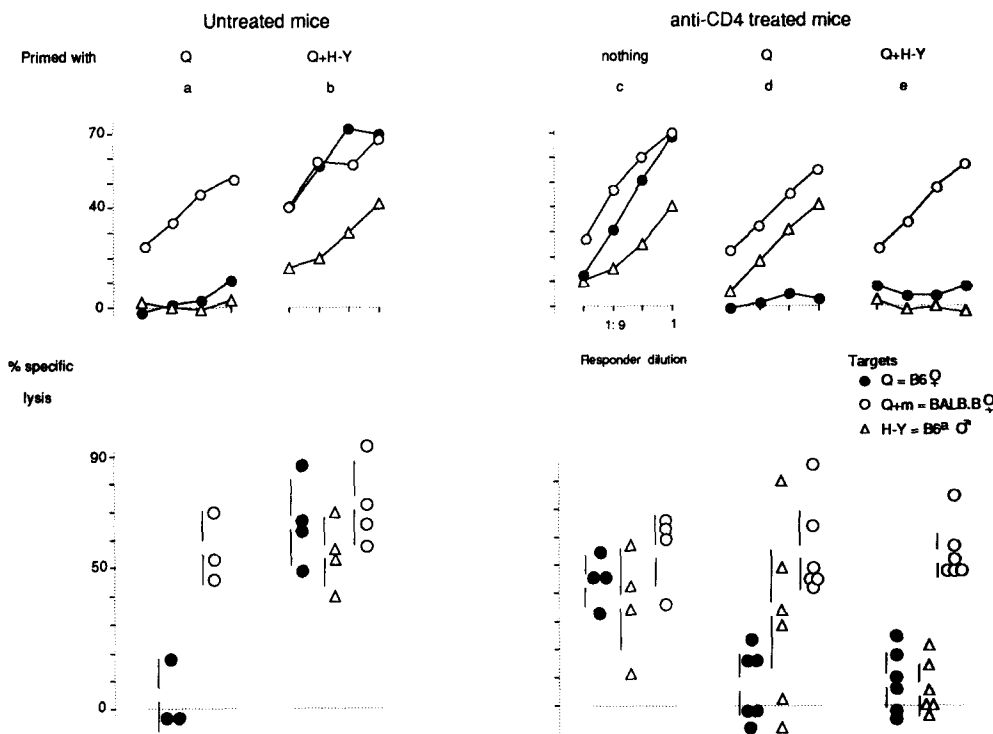 Untreated mice
anti-CD4 treated mice
Primed with
Q
Q+H-Y
nothing
Q
Q+H-Y
a
b
c
d
e
70
40
0
1:9
1
% specific
lysis
Responder dilution
Targets
● Q = B6 ♀
○ Q+m = BALB.B ♀
△ H-Y = B6ª ♂
90
50
0